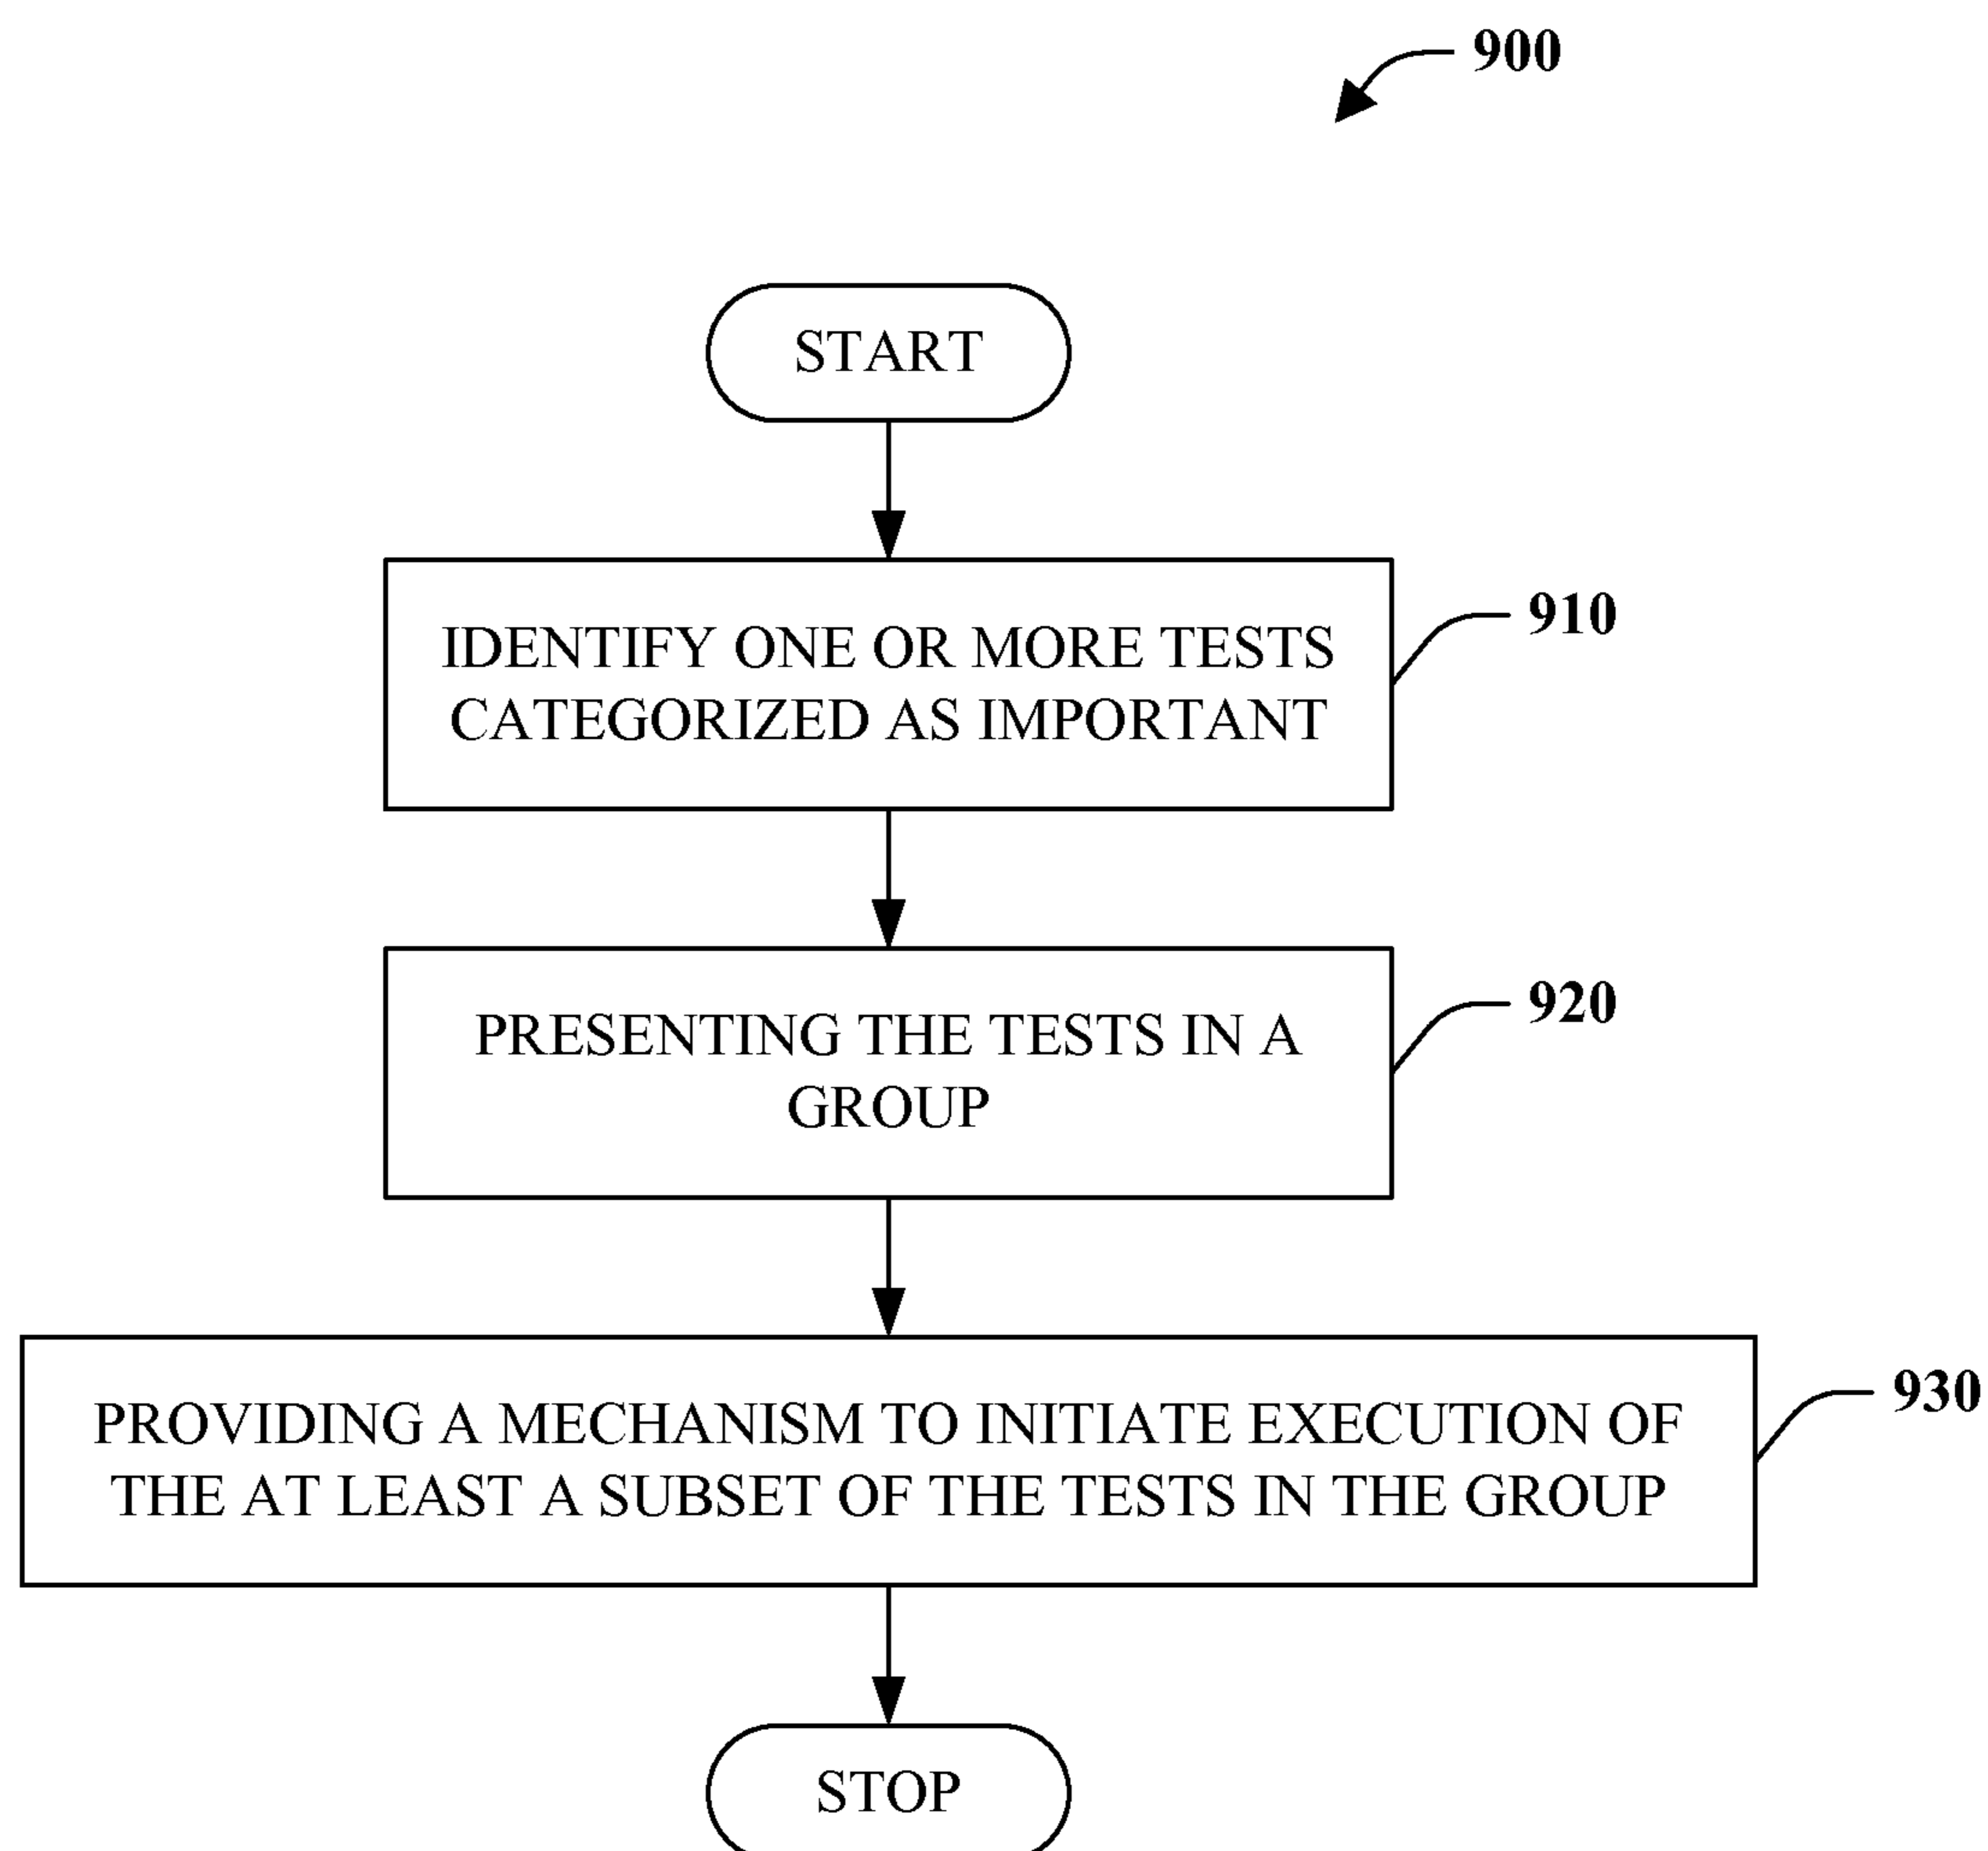 900
START
IDENTIFY ONE OR MORE TESTS
CATEGORIZED AS IMPORTANT
910
PRESENTING THE TESTS IN A
GROUP
920
PROVIDING A MECHANISM TO INITIATE EXECUTION OF
THE AT LEAST A SUBSET OF THE TESTS IN THE GROUP
930
STOP